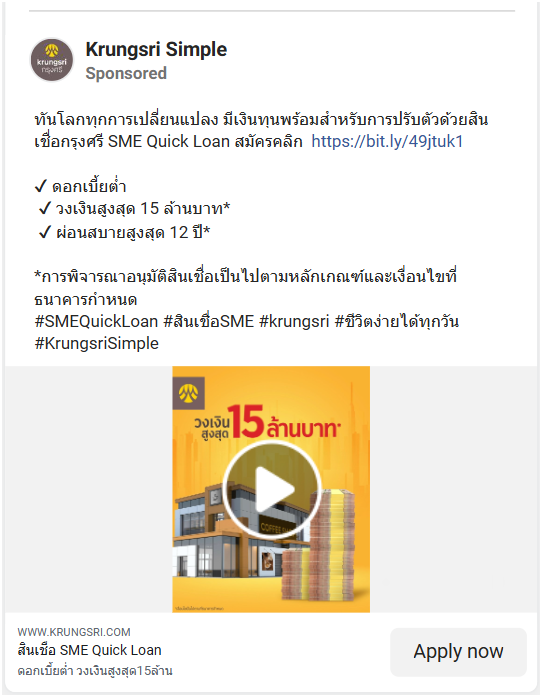 krungsri
กรุงศรี
Krungsri Simple
Sponsored
ทันโลกทุกการเปลี่ยนแปลง มีเงินทุนพร้อมสำหรับการปรับตัวด้วยสิน
เชื่อกรุงศรี SME Quick Loan สมัครคลิก https://bit.ly/49jtuk1
✓ ดอกเบี้ยต่ำ
✓ วงเงินสูงสุด 15 ล้านบาท*
✓ ผ่อนสบายสูงสุด 12 ปี*
*การพิจารณาอนุมัติสินเชื่อเป็นไปตามหลักเกณฑ์และเงื่อนไขที่
ธนาคารกำหนด
#SMEQuickLoan #สินเชื่อSME #krungsri #ชีวิตง่ายได้ทุกวัน
#KrungsriSimple
วงเงิน
สูงสุด 15 ล้านบาท*
COFFEE
WWW.KRUNGSRI.COM
สินเชื่อ SME Quick Loan
ดอกเบี้ยต่ำ วงเงินสูงสุด15ล้าน
Apply now